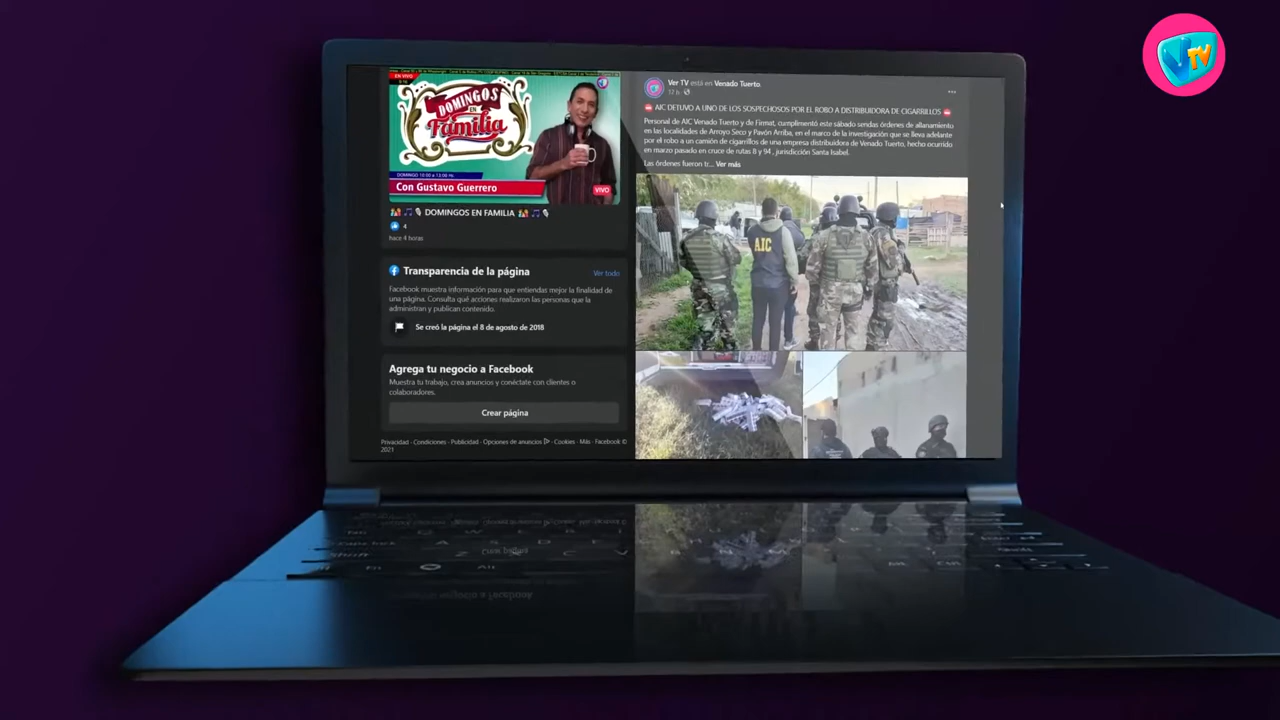 V TV
EN VIVO
DOMINGOS
EN
Familia
DOMINGO 10:00 a 13:00 Hs.
Con Gustavo Guerrero
VIVO
DOMINGOS EN FAMILIA
4
hace 4 horas
Transparencia de la página
Ver todo
Facebook muestra información para que entiendas mejor la finalidad de
una página. Consulta qué acciones realizaron las personas que la
administran y publican contenido.
Se creó la página el 8 de agosto de 2018
Agrega tu negocio a Facebook
Muestra tu trabajo, crea anuncios y conéctate con clientes o
colaboradores.
Crear página
Privacidad · Condiciones · Publicidad · Opciones de anuncios · Cookies · Más · Facebook ©
2021
Ver TV está en Venado Tuerto.
17 h ·
AIC DETUVO A UNO DE LOS SOSPECHOSOS POR EL ROBO A DISTRIBUIDORA DE CIGARRILLOS
Personal de AIC Venado Tuerto y de Firmat, cumplimentó este sábado sendas órdenes de allanamiento
en las localidades de Arroyo Seco y Pavón Arriba, en el marco de la investigación que se lleva adelante
por el robo a un camión de cigarrillos de una empresa distribuidora de Venado Tuerto, hecho ocurrido
en marzo pasado en cruce de rutas 8 y 94 , jurisdicción Santa Isabel.
Las órdenes fueron tr... Ver más
AIC